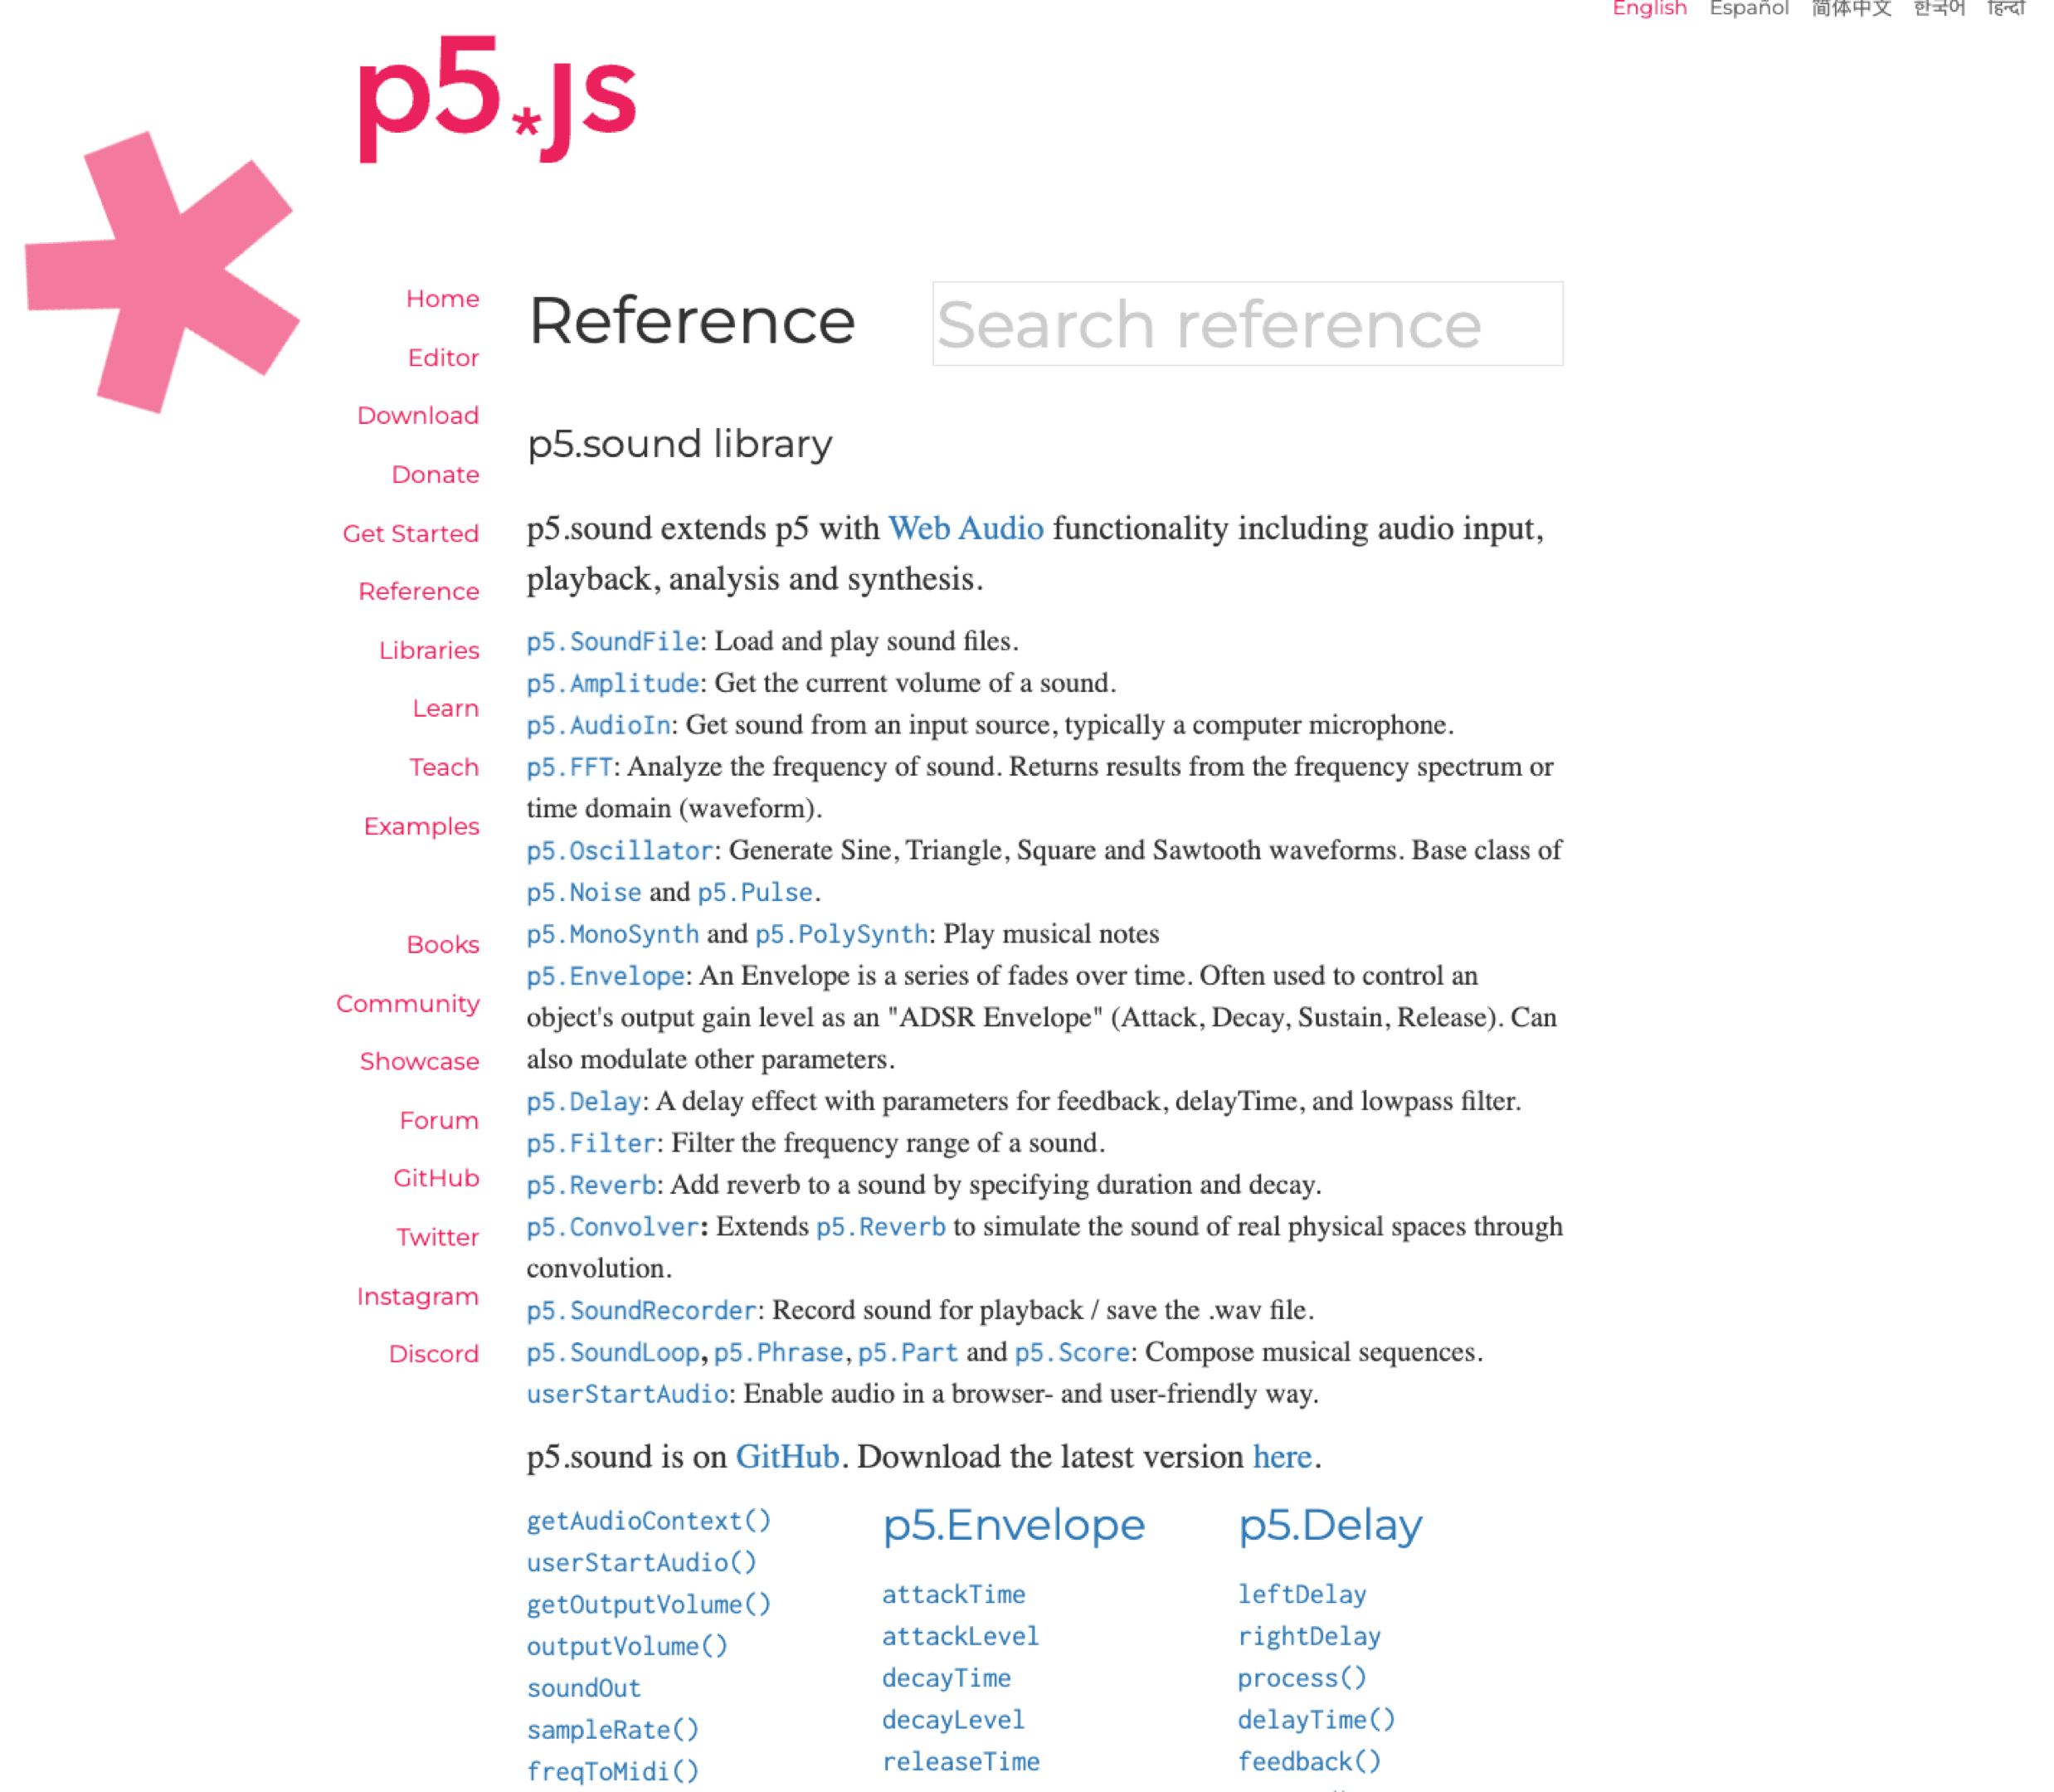 English Español 简体中文 한국어 हिन्दी
p5.js
Home
Editor
Download
Donate
Get Started
Reference
Libraries
Learn
Teach
Examples
Books
Community
Showcase
Forum
GitHub
Twitter
Instagram
Discord
Reference
Search reference
p5.sound library
p5.sound extends p5 with Web Audio functionality including audio input,
playback, analysis and synthesis.
p5.SoundFile: Load and play sound files.
p5.Amplitude: Get the current volume of a sound.
p5.AudioIn: Get sound from an input source, typically a computer microphone.
p5.FFT: Analyze the frequency of sound. Returns results from the frequency spectrum or
time domain (waveform).
p5.Oscillator: Generate Sine, Triangle, Square and Sawtooth waveforms. Base class of
p5.Noise and p5.Pulse.
p5.MonoSynth and p5.PolySynth: Play musical notes
p5.Envelope: An Envelope is a series of fades over time. Often used to control an
object's output gain level as an "ADSR Envelope" (Attack, Decay, Sustain, Release). Can
also modulate other parameters.
p5.Delay: A delay effect with parameters for feedback, delayTime, and lowpass filter.
p5.Filter: Filter the frequency range of a sound.
p5.Reverb: Add reverb to a sound by specifying duration and decay.
p5.Convolver: Extends p5.Reverb to simulate the sound of real physical spaces through
convolution.
p5.SoundRecorder: Record sound for playback / save the .wav file.
p5.SoundLoop, p5.Phrase, p5.Part and p5.Score: Compose musical sequences.
userStartAudio: Enable audio in a browser- and user-friendly way.
p5.sound is on GitHub. Download the latest version here.
getAudioContext()
userStartAudio()
getOutputVolume()
outputVolume()
soundOut
sampleRate()
freqToMidi()
p5.Envelope
attackTime
attackLevel
decayTime
decayLevel
releaseTime
p5.Delay
leftDelay
rightDelay
process()
delayTime()
feedback()